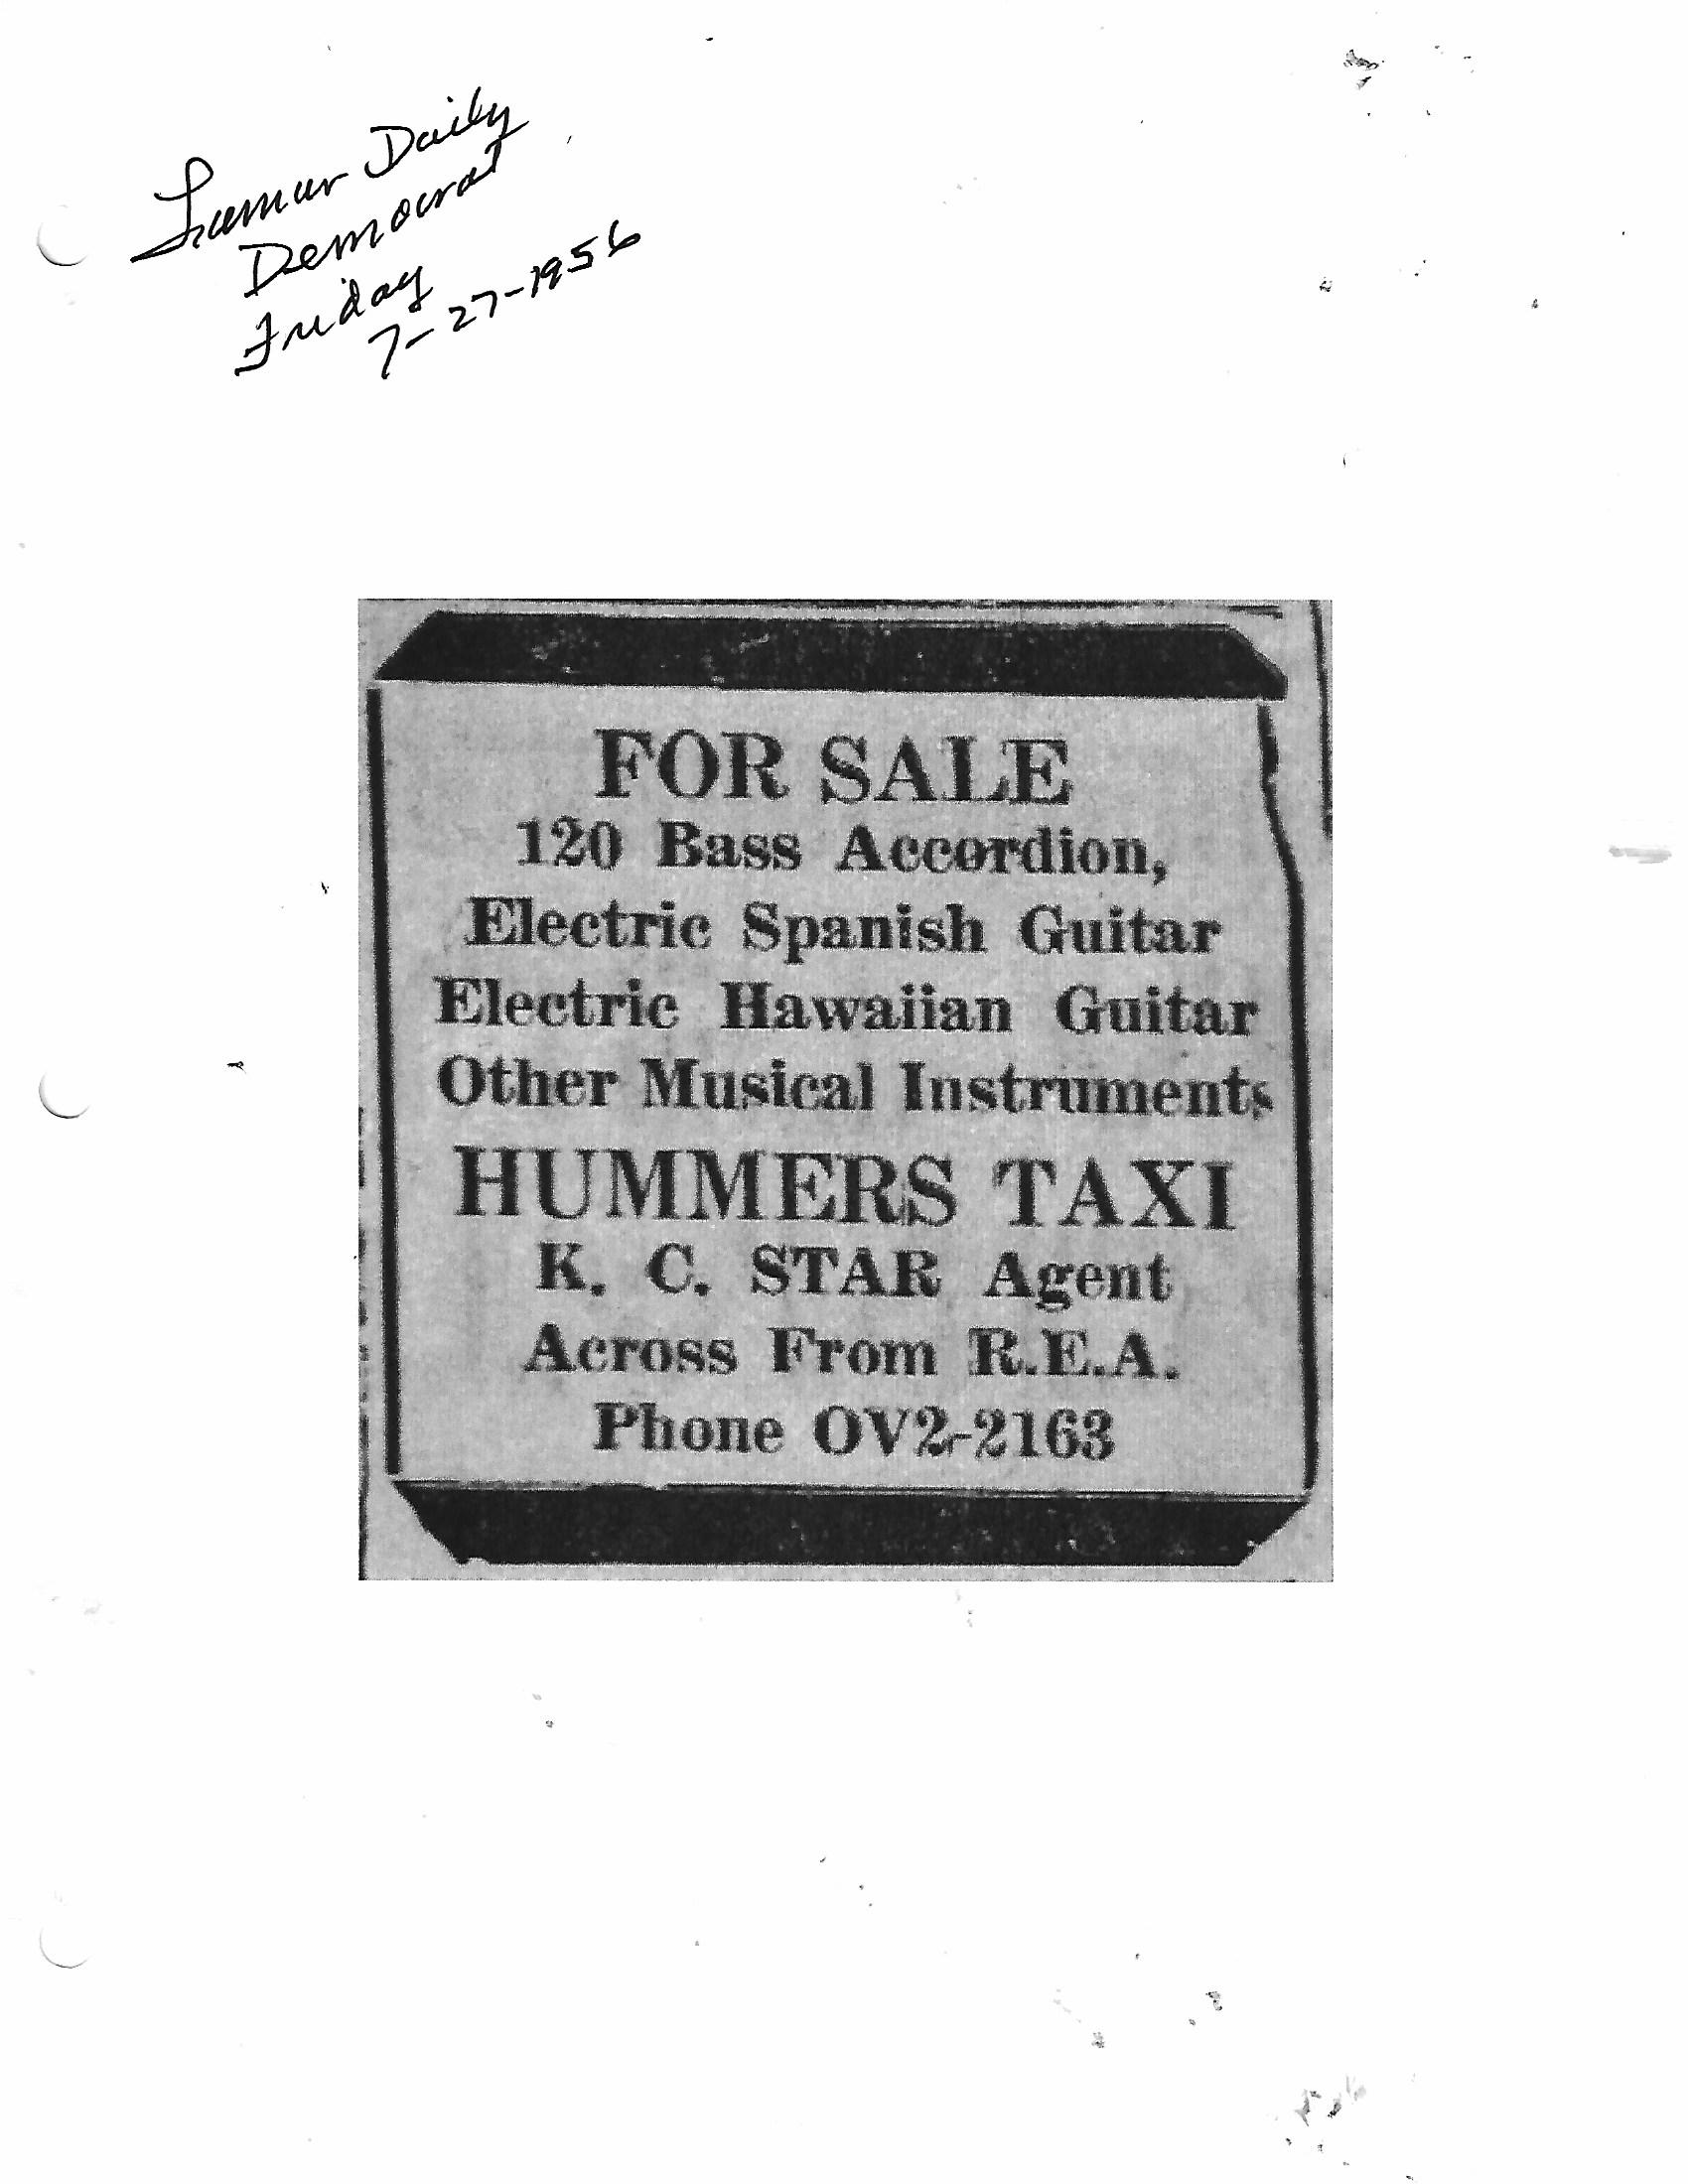 Lamar Daily
Democrat
Friday
7-27-1956
FOR SALE
120 Bass Accordion,
Electric Spanish Guitar
Electric Hawaiian Guitar
Other Musical Instruments
HUMMERS TAXI
K. C. STAR Agent
Across From R.E.A.
Phone OV2-2163